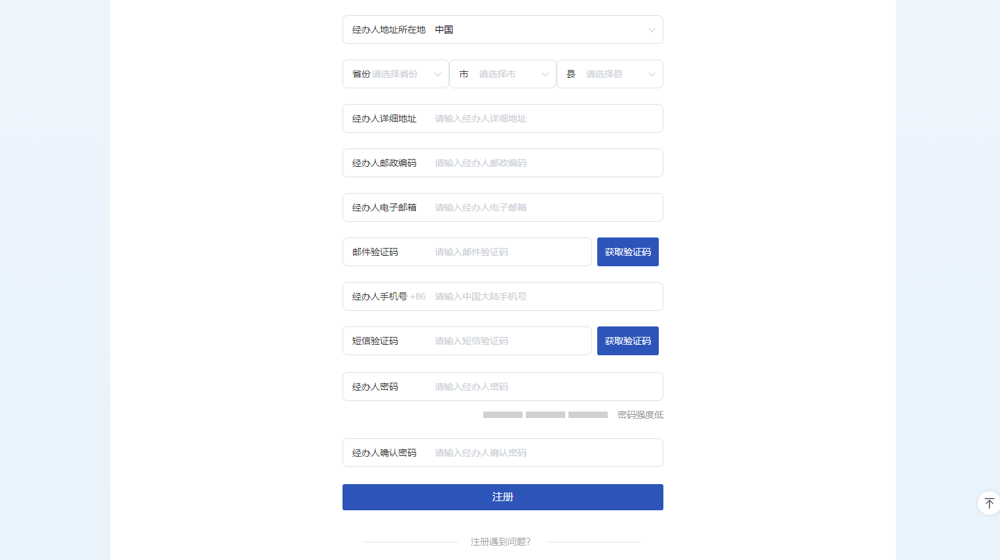 经办人地址所在地 中国
省份 请选择省份 市 请选择市 县 请选择县
经办人详细地址 请输入经办人详细地址
经办人邮政编码 请输入经办人邮政编码
经办人电子邮箱 请输入经办人电子邮箱
邮件验证码 请输入邮件验证码 获取验证码
经办人手机号 +86 请输入中国大陆手机号
短信验证码 请输入短信验证码 获取验证码
经办人密码 请输入经办人密码
密码强度低
经办人确认密码 请输入经办人确认密码
注册
注册遇到问题?